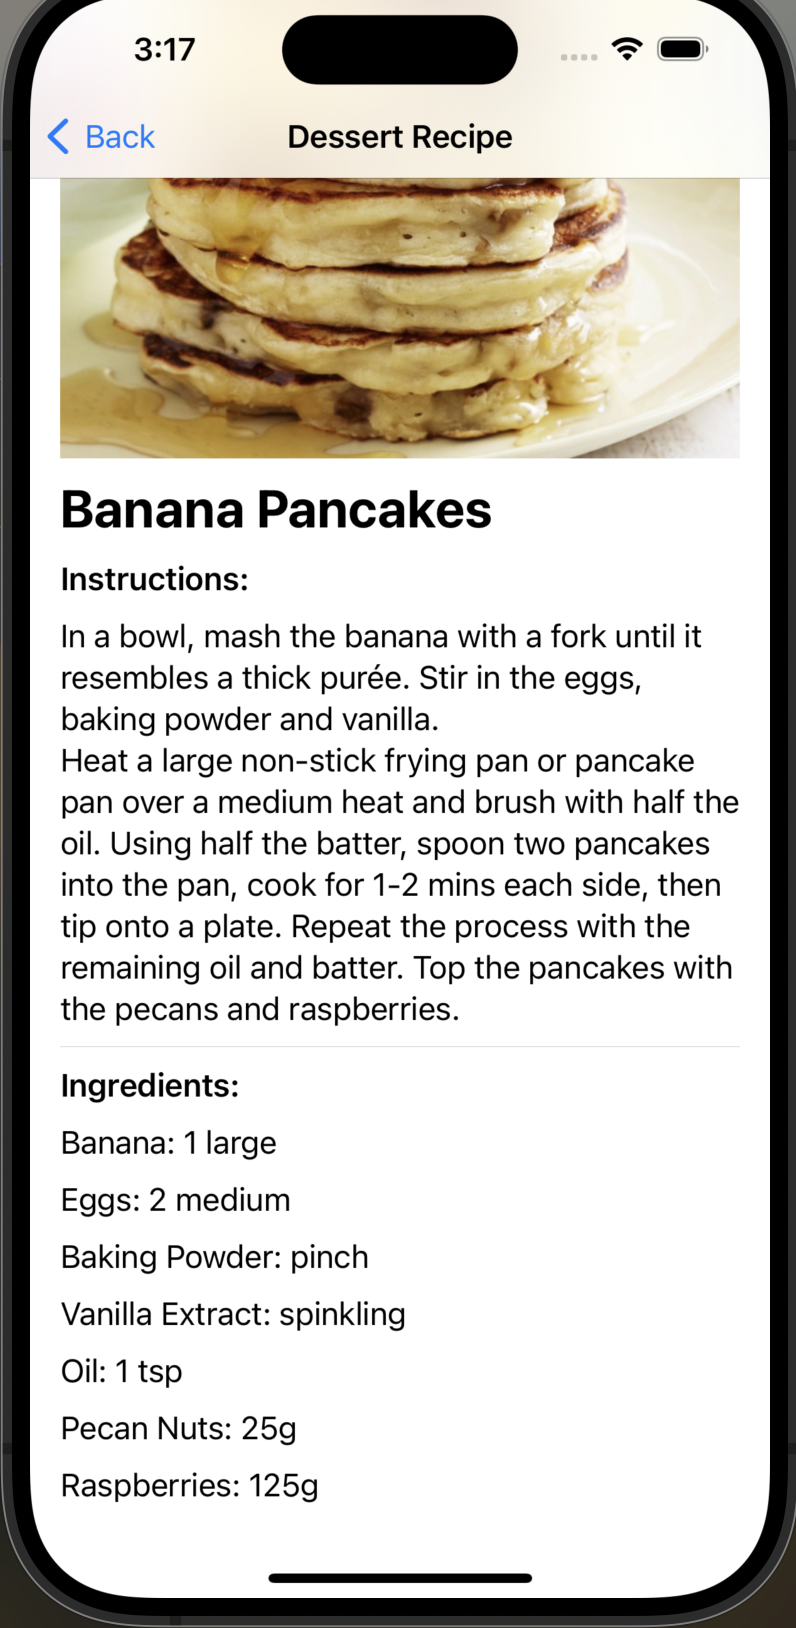 3:17
Back
Dessert Recipe
Banana Pancakes
Instructions:
In a bowl, mash the banana with a fork until it
resembles a thick purée. Stir in the eggs,
baking powder and vanilla.
Heat a large non-stick frying pan or pancake
pan over a medium heat and brush with half the
oil. Using half the batter, spoon two pancakes
into the pan, cook for 1-2 mins each side, then
tip onto a plate. Repeat the process with the
remaining oil and batter. Top the pancakes with
the pecans and raspberries.
Ingredients:
Banana: 1 large
Eggs: 2 medium
Baking Powder: pinch
Vanilla Extract: spinkling
Oil: 1 tsp
Pecan Nuts: 25g
Raspberries: 125g